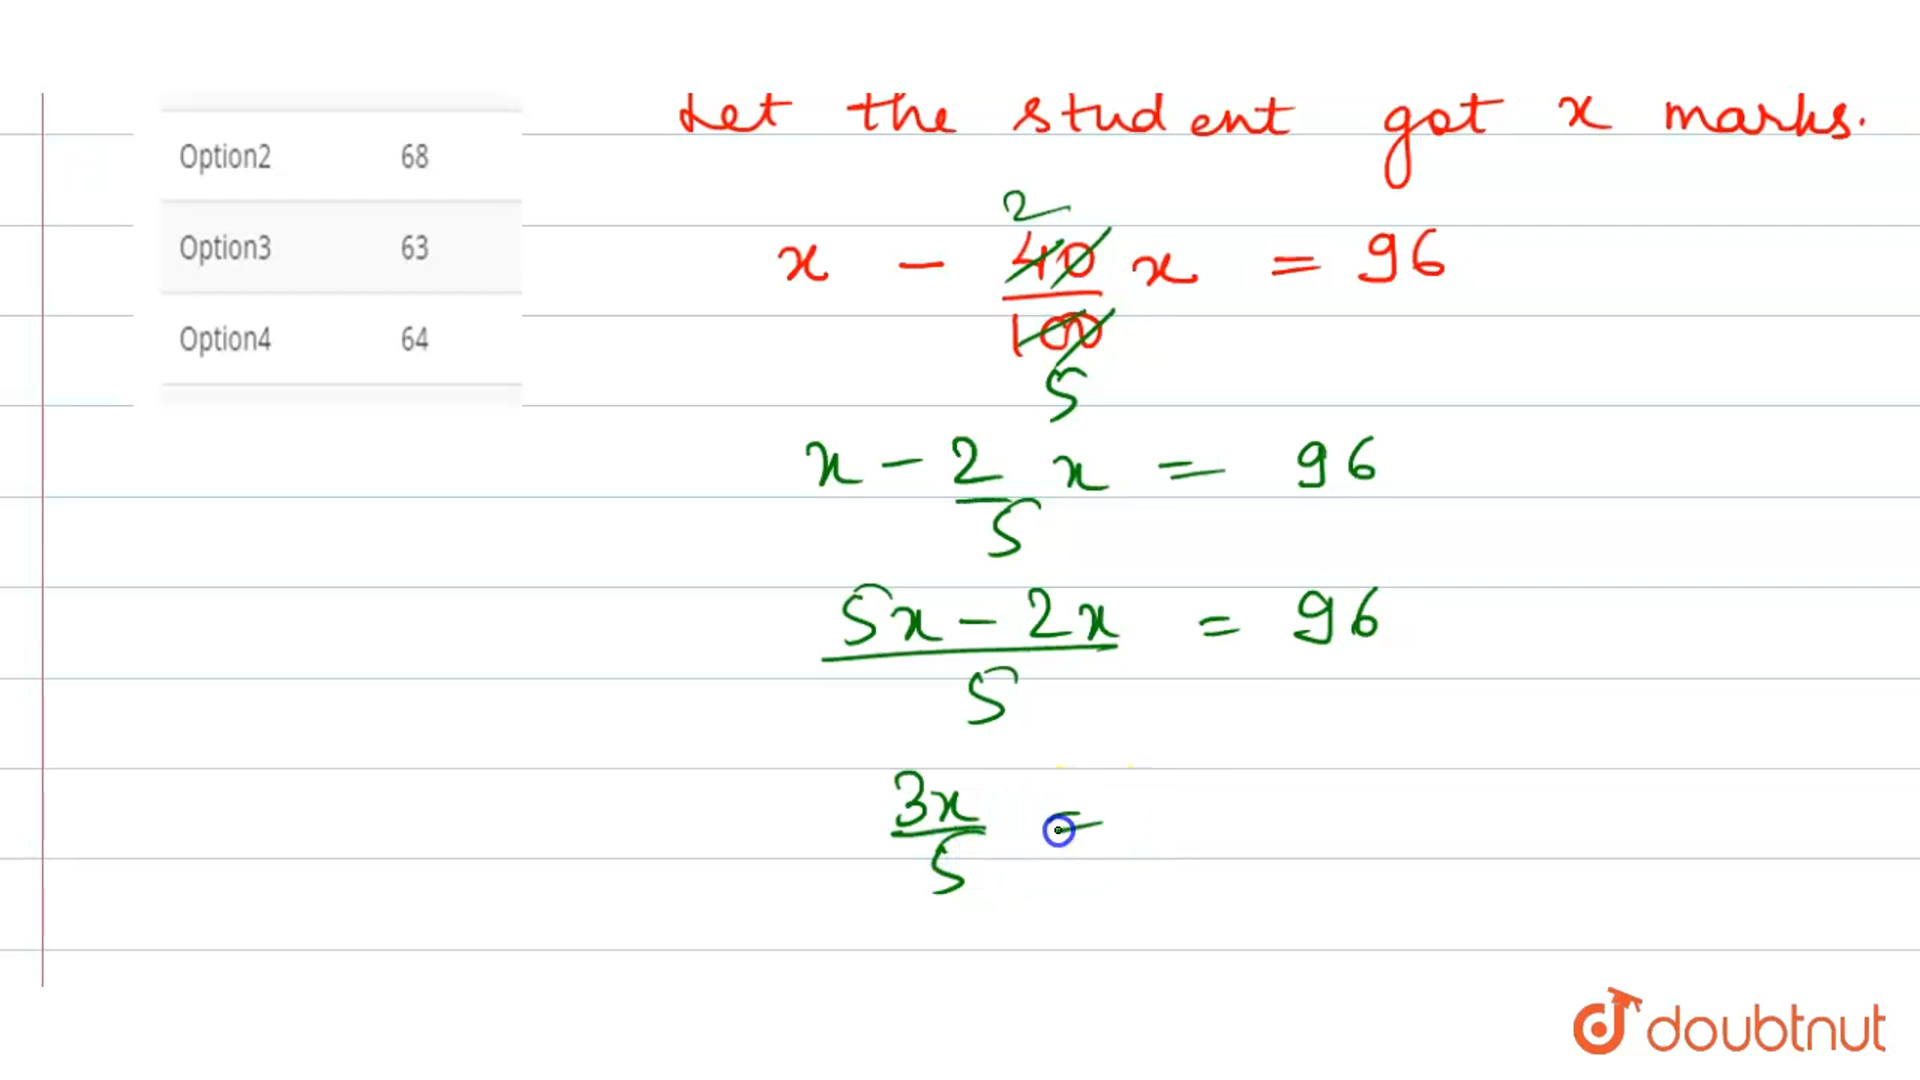 Let the student got x marks.
Option2 68
2
x - 40/100 x = 96
5
Option3 63
Option4 64
x - 2/5 x = 96
5x - 2x / 5 = 96
3x/5 =
doubtnut